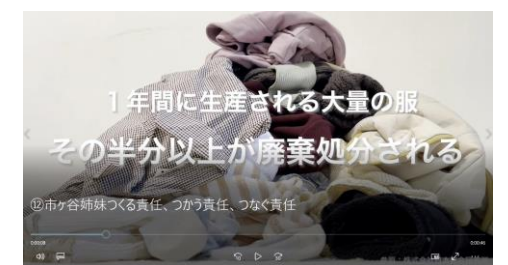 1年間に生産される大量の服
その半分以上が廃棄処分される
⑫市ヶ谷姉妹つくる責任、つかう責任、つなぐ責任